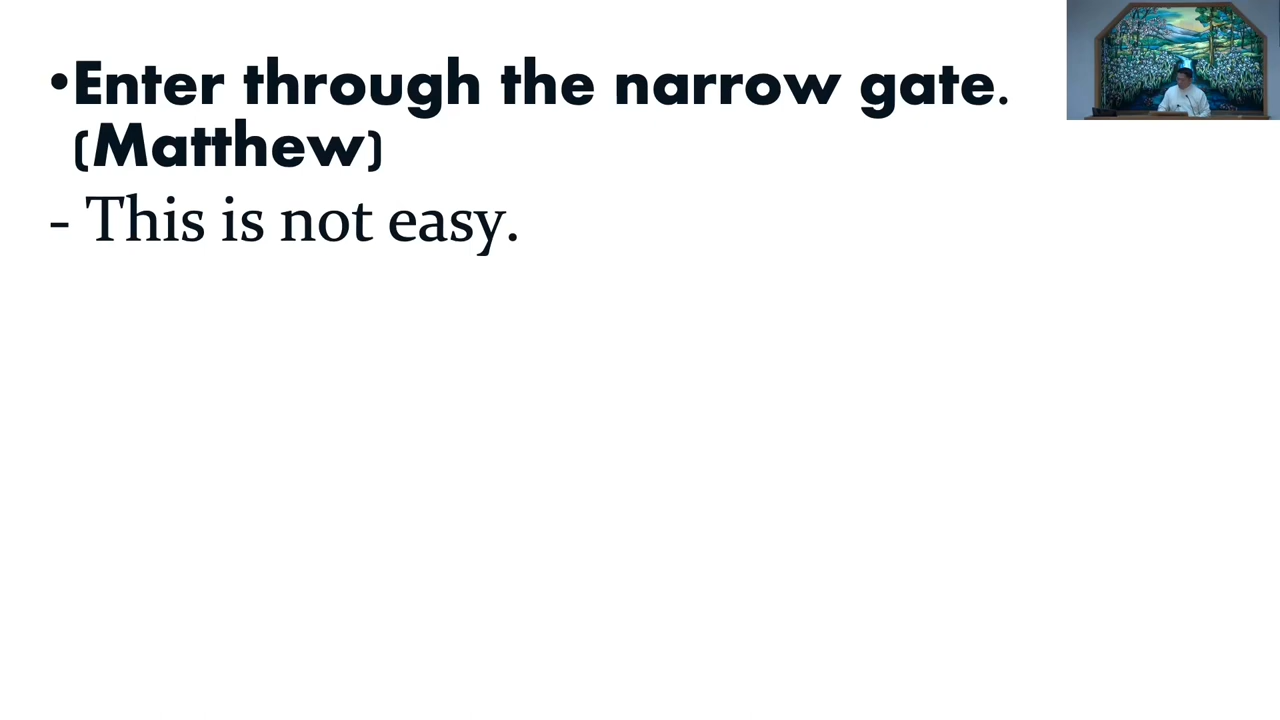 •Enter through the narrow gate.
(Matthew)
- This is not easy.